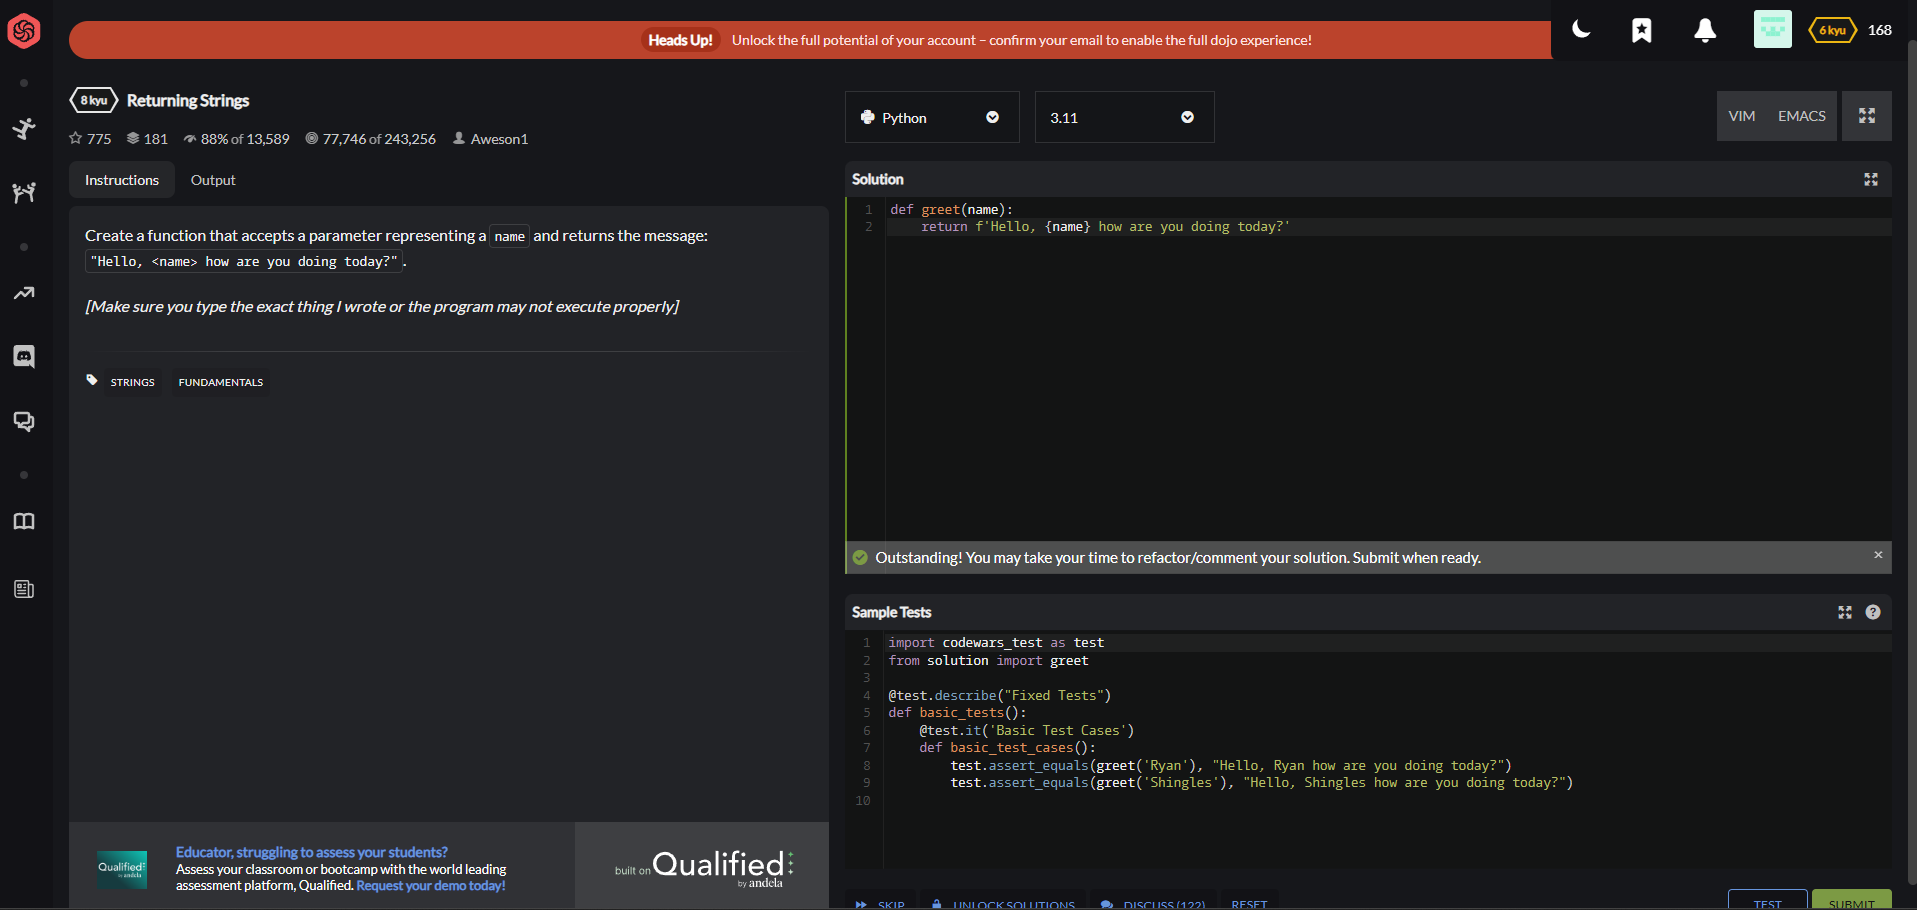 Heads Up! Unlock the full potential of your account – confirm your email to enable the full dojo experience!
6 kyu 168
8 kyu Returning Strings
775 181 88% of 13,589 77,746 of 243,256 Aweson1
Instructions Output
Create a function that accepts a parameter representing a name and returns the message:
"Hello, <name> how are you doing today?".
[Make sure you type the exact thing I wrote or the program may not execute properly]
STRINGS FUNDAMENTALS
Qualified
by andela
Educator, struggling to assess your students?
Assess your classroom or bootcamp with the world leading
assessment platform, Qualified. Request your demo today!
built on Qualified
by andela
Python 3.11 VIM EMACS
Solution
1 def greet(name):
2     return f'Hello, {name} how are you doing today?'
Outstanding! You may take your time to refactor/comment your solution. Submit when ready. ×
Sample Tests ?
1 import codewars_test as test
2 from solution import greet
3
4 @test.describe("Fixed Tests")
5 def basic_tests():
6     @test.it('Basic Test Cases')
7     def basic_test_cases():
8         test.assert_equals(greet('Ryan'), "Hello, Ryan how are you doing today?")
9         test.assert_equals(greet('Shingles'), "Hello, Shingles how are you doing today?")
10
SKIP UNLOCK SOLUTIONS DISCUSS (122) RESET TEST SUBMIT